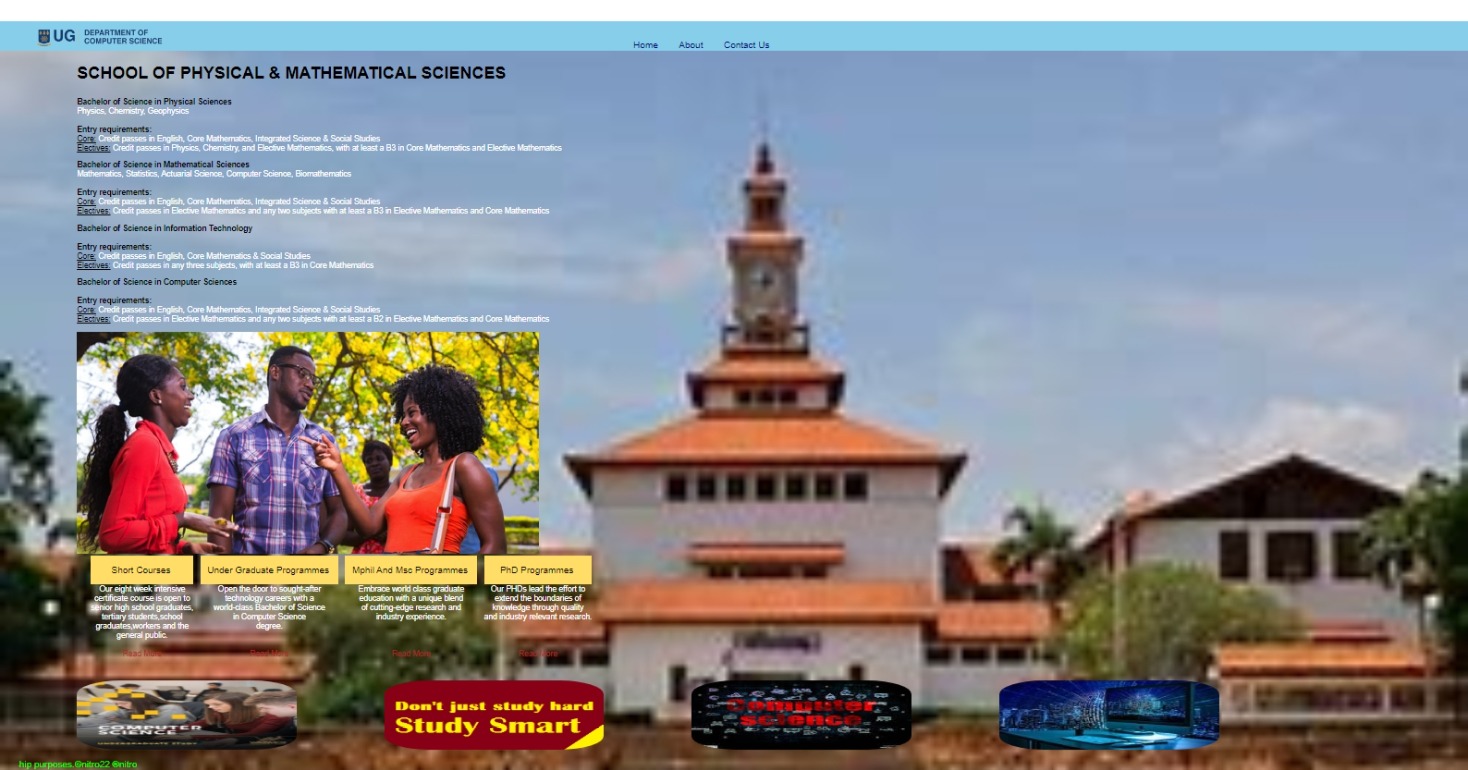 UG DEPARTMENT OF
COMPUTER SCIENCE
Home About Contact Us
SCHOOL OF PHYSICAL & MATHEMATICAL SCIENCES
Bachelor of Science in Physical Sciences
Physics, Chemistry, Geophysics
Entry requirements:
Core: Credit passes in English, Core Mathematics, Integrated Science & Social Studies
Electives: Credit passes in Physics, Chemistry, and Elective Mathematics, with at least a B3 in Core Mathematics and Elective Mathematics
Bachelor of Science in Mathematical Sciences
Mathematics, Statistics, Actuarial Science, Computer Science, Biomathematics
Entry requirements:
Core: Credit passes in English, Core Mathematics, Integrated Science & Social Studies
Electives: Credit passes in Elective Mathematics and any two subjects with at least a B3 in Elective Mathematics and Core Mathematics
Bachelor of Science in Information Technology
Entry requirements:
Core: Credit passes in English, Core Mathematics & Social Studies
Electives: Credit passes in any three subjects, with at least a B3 in Core Mathematics
Bachelor of Science in Computer Sciences
Entry requirements:
Core: Credit passes in English, Core Mathematics, Integrated Science & Social Studies
Electives: Credit passes in Elective Mathematics and any two subjects with at least a B2 in Elective Mathematics and Core Mathematics
Short Courses
Our eight week intensive
certificate course is open to
senior high school graduates,
tertiary students,school
graduates,workers and the
general public.
Read More
Under Graduate Programmes
Open the door to sought-after
technology careers with a
world-class Bachelor of Science
in Computer Science
degree.
Read More
Mphil And Msc Programmes
Embrace world class graduate
education with a unique blend
of cutting-edge research and
industry experience.
Read More
PhD Programmes
Our PHDs lead the effort to
extend the boundaries of
knowledge through quality
and industry relevant research.
Read More
COMPUTER
SCIENCE
UNDERGRADUATE STUDY
Don't just study hard
Study Smart
Computer
science
hip purposes.©nitro22 ©nitro